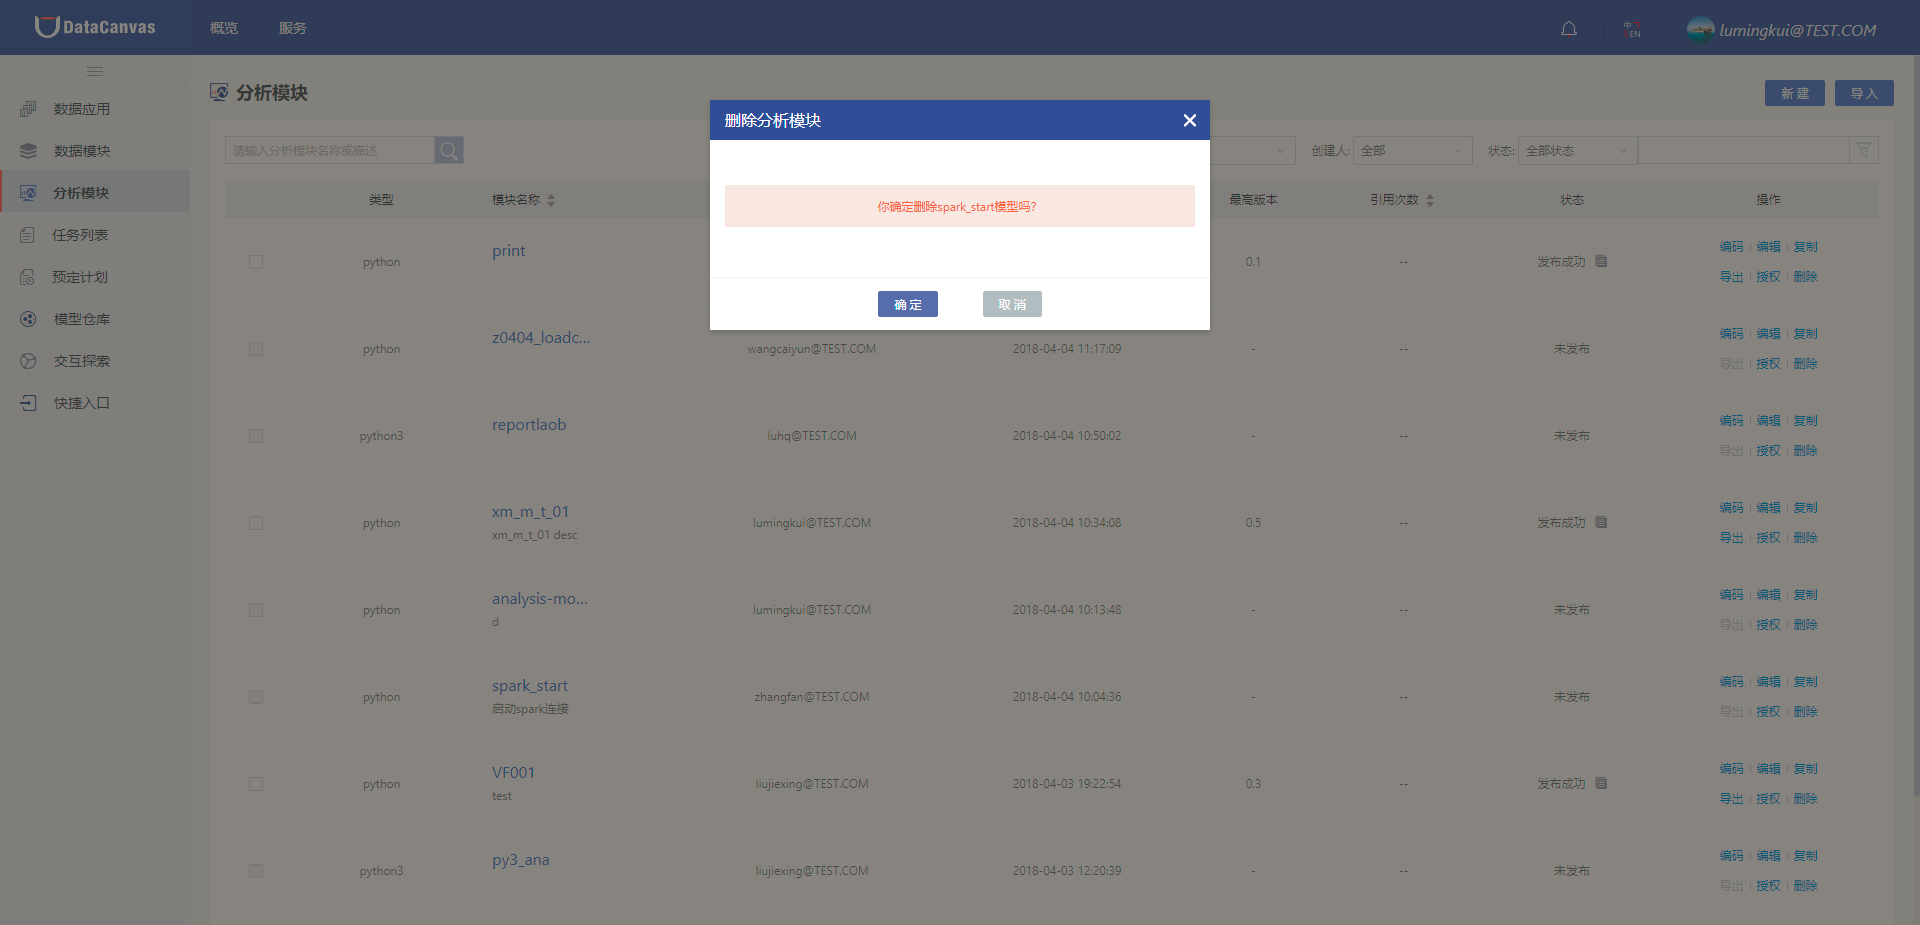 DataCanvas
概览 服务
中 EN
lumingkui@TEST.COM
数据应用
数据模块
分析模块
任务列表
预定计划
模型仓库
交互探索
快捷入口
分析模块
新 建 导 入
请输入分析模块名称或描述
创建人: 全部 状态: 全部状态
删除分析模块
你确定删除spark_start模型吗?
确 定 取 消
类型 模块名称 最高版本 引用次数 状态 操作
python print 0.1 -- 发布成功 编码 编辑 复制
导出 授权 删除
python z0404_loadc... wangcaiyun@TEST.COM 2018-04-04 11:17:09 - -- 未发布 编码 编辑 复制
导出 授权 删除
python3 reportlaob luhq@TEST.COM 2018-04-04 10:50:02 - -- 未发布 编码 编辑 复制
导出 授权 删除
python xm_m_t_01 lumingkui@TEST.COM 2018-04-04 10:34:08 0.5 -- 发布成功 编码 编辑 复制
xm_m_t_01 desc 导出 授权 删除
python analysis-mo... lumingkui@TEST.COM 2018-04-04 10:13:48 - -- 未发布 编码 编辑 复制
d 导出 授权 删除
python spark_start zhangfan@TEST.COM 2018-04-04 10:04:36 - -- 未发布 编码 编辑 复制
启动spark连接 导出 授权 删除
python VF001 liujiexing@TEST.COM 2018-04-03 19:22:54 0.3 -- 发布成功 编码 编辑 复制
test 导出 授权 删除
python3 py3_ana liujiexing@TEST.COM 2018-04-03 12:20:39 - -- 未发布 编码 编辑 复制
导出 授权 删除